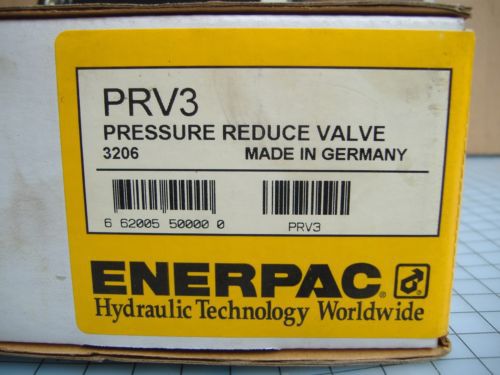 PRV3
PRESSURE REDUCE VALVE
3206 MADE IN GERMANY
6 62005 50000 0
PRV3
ENERPAC®
Hydraulic Technology Worldwide